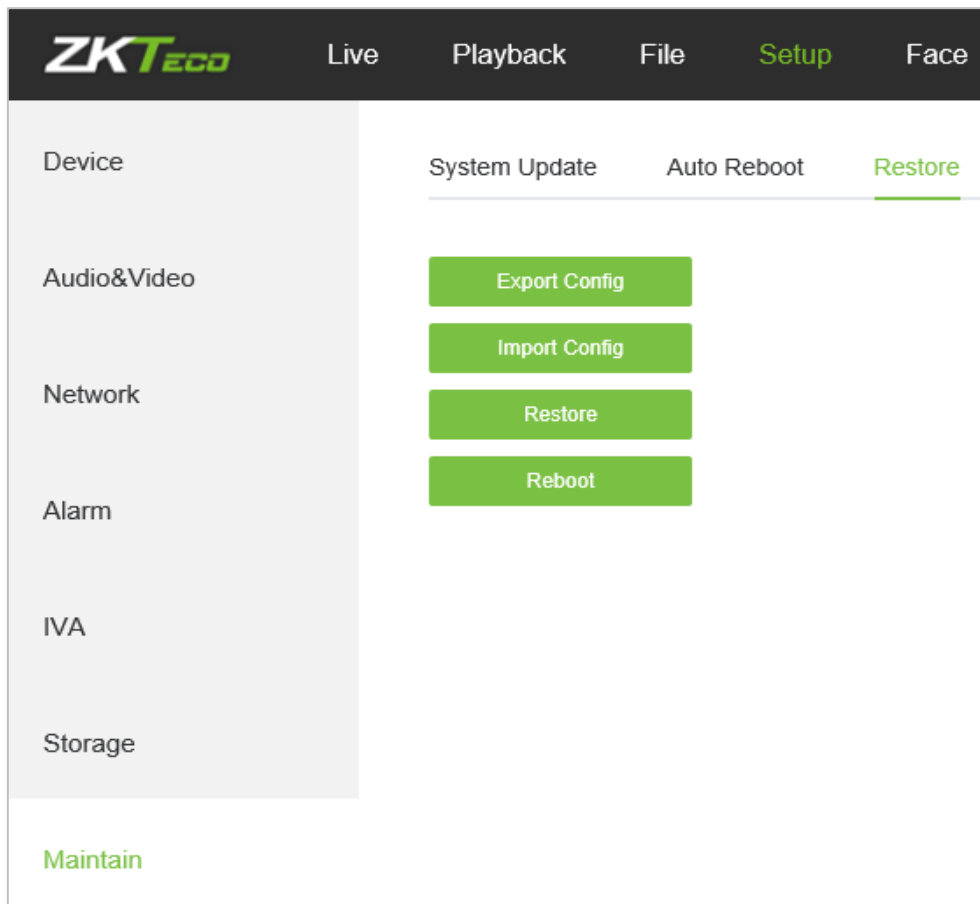 ZKTECO Live Playback File Setup Face
Device
Audio&Video
Network
Alarm
IVA
Storage
Maintain
System Update Auto Reboot Restore
Export Config
Import Config
Restore
Reboot